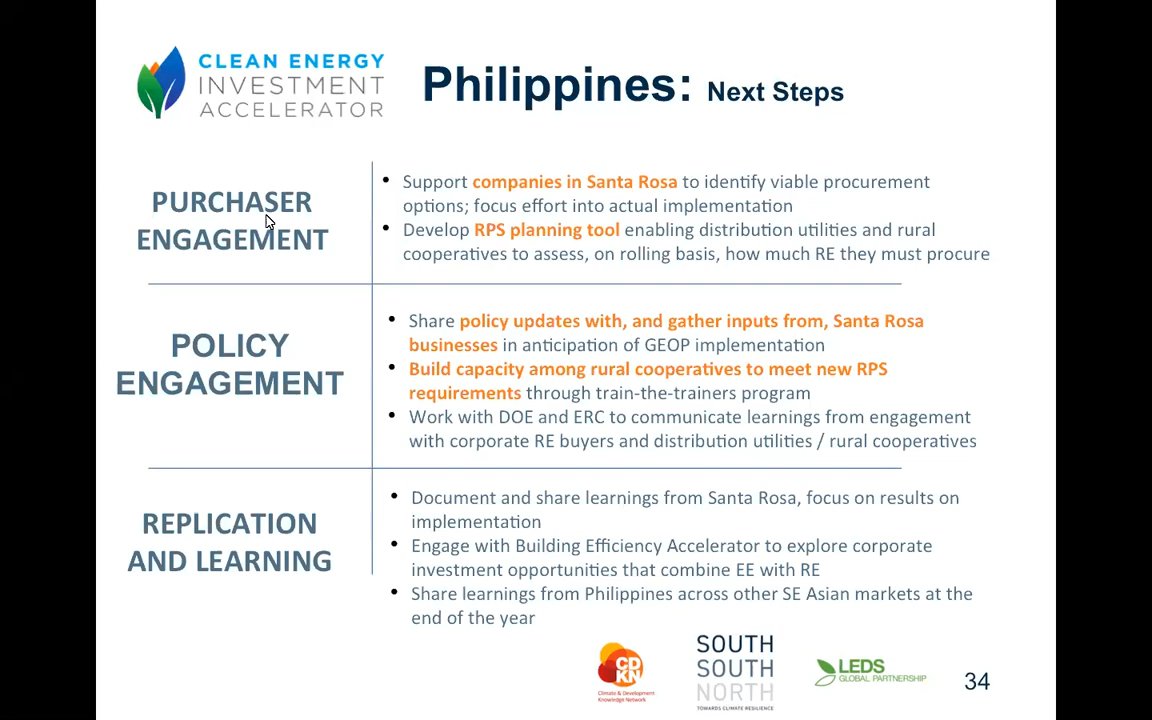 CLEAN ENERGY
INVESTMENT
ACCELERATOR
Philippines: Next Steps
PURCHASER
ENGAGEMENT
• Support companies in Santa Rosa to identify viable procurement
options; focus effort into actual implementation
• Develop RPS planning tool enabling distribution utilities and rural
cooperatives to assess, on rolling basis, how much RE they must procure
POLICY
ENGAGEMENT
• Share policy updates with, and gather inputs from, Santa Rosa
businesses in anticipation of GEOP implementation
• Build capacity among rural cooperatives to meet new RPS
requirements through train-the-trainers program
• Work with DOE and ERC to communicate learnings from engagement
with corporate RE buyers and distribution utilities / rural cooperatives
REPLICATION
AND LEARNING
• Document and share learnings from Santa Rosa, focus on results on
implementation
• Engage with Building Efficiency Accelerator to explore corporate
investment opportunities that combine EE with RE
• Share learnings from Philippines across other SE Asian markets at the
end of the year
CD
KN
Climate & Development
Knowledge Network
SOUTH
SOUTH
NORTH
TOWARDS CLIMATE RESILIENCE
LEDS
GLOBAL PARTNERSHIP
34